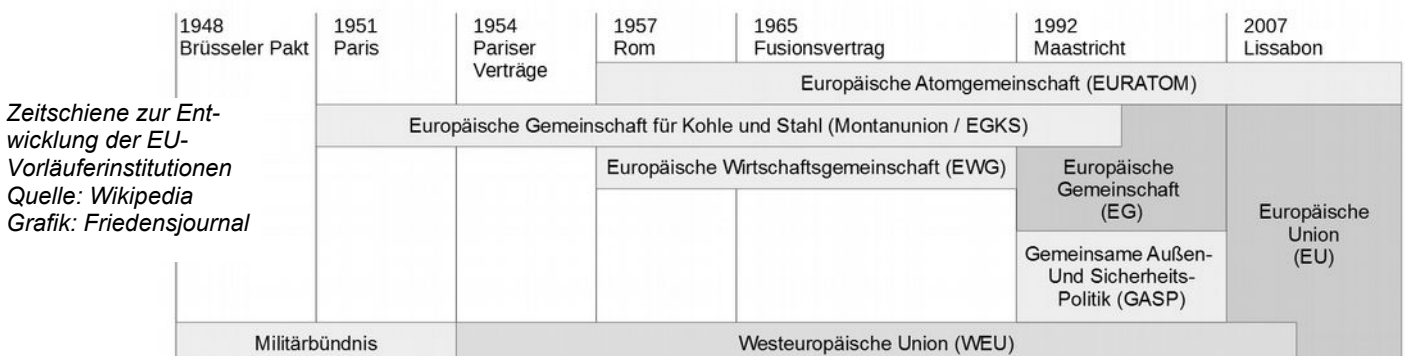 1948
Brüsseler Pakt
1951
Paris
1954
Pariser
Verträge
1957
Rom
1965
Fusionsvertrag
1992
Maastricht
2007
Lissabon
Zeitschiene zur Ent-
wicklung der EU-
Vorläuferinstitutionen
Quelle: Wikipedia
Grafik: Friedensjournal
Europäische Atomgemeinschaft (EURATOM)
Europäische Gemeinschaft für Kohle und Stahl (Montanunion / EGKS)
Europäische Wirtschaftsgemeinschaft (EWG)
Europäische
Gemeinschaft
(EG)
Gemeinsame Außen-
Und Sicherheits-
Politik (GASP)
Europäische
Union
(EU)
Militärbündnis
Westeuropäische Union (WEU)